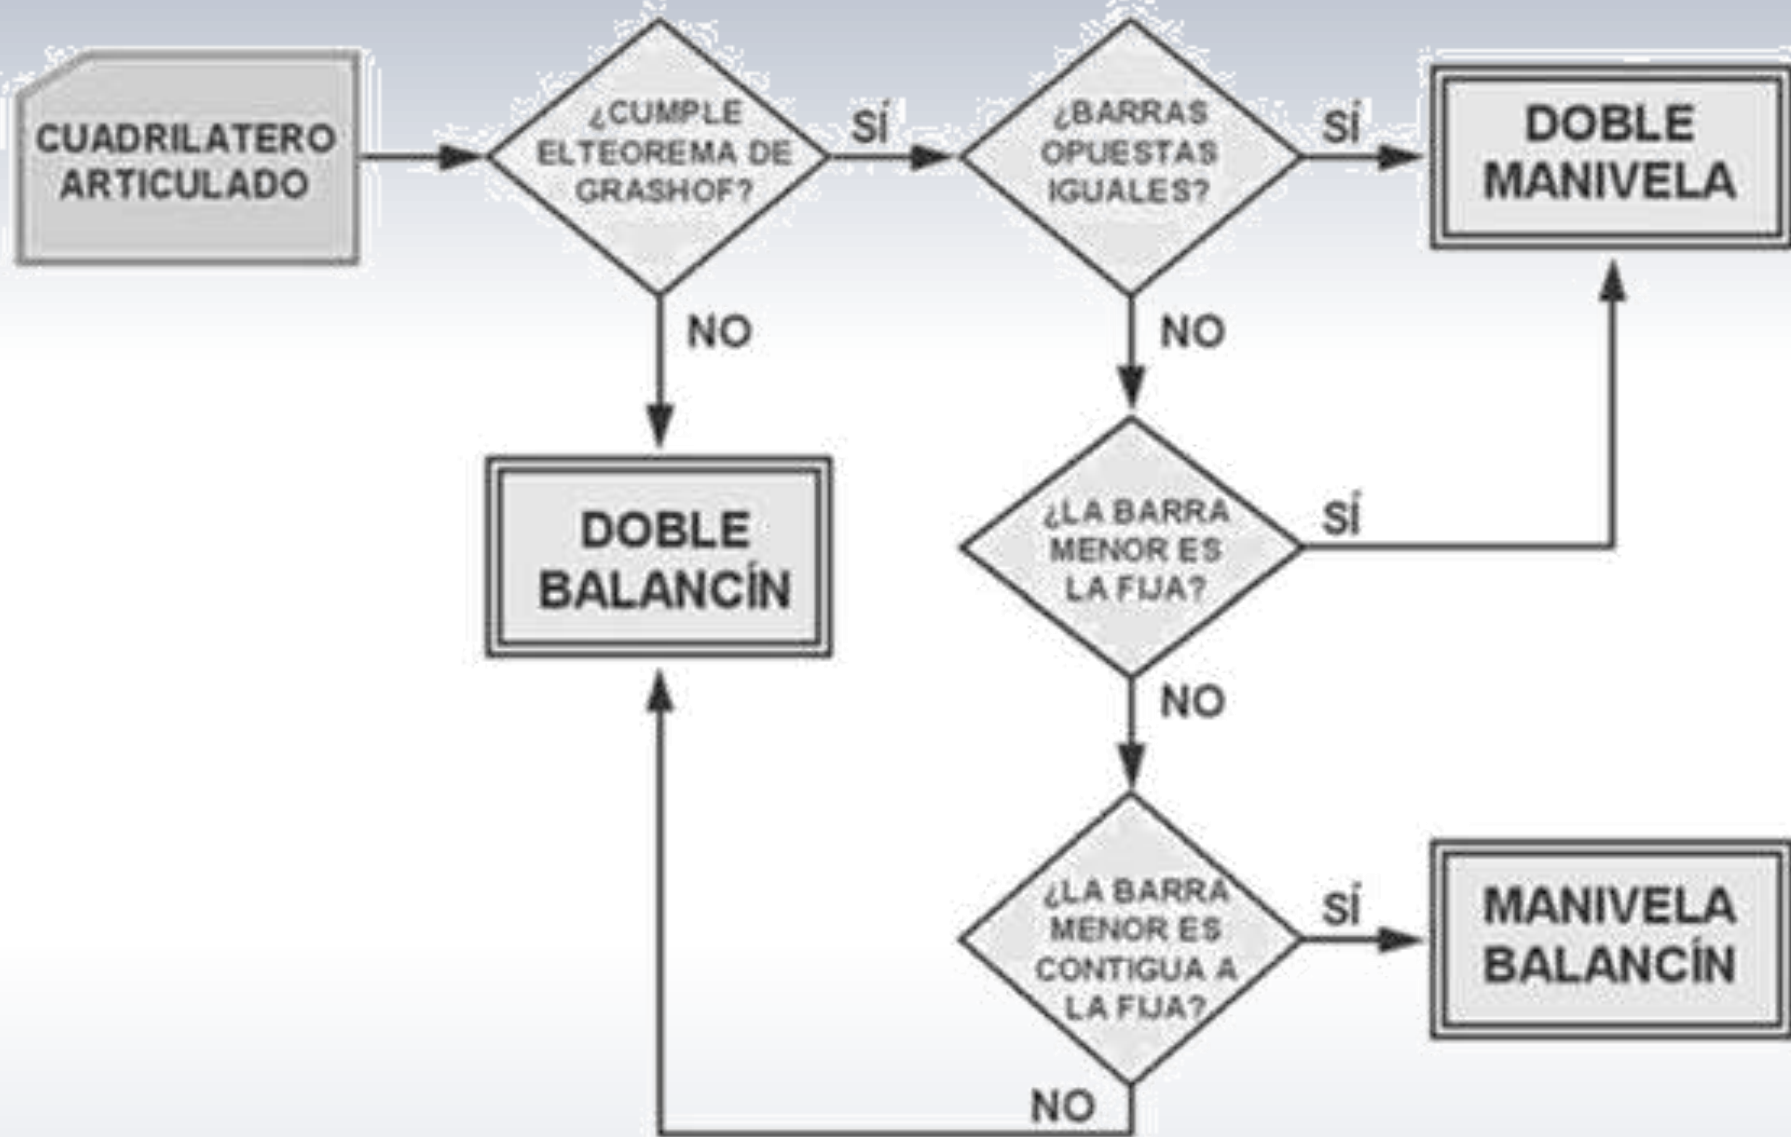 CUADRILATERO
ARTICULADO
¿CUMPLE
ELTEOREMA DE
GRASHOF?
SÍ
¿BARRAS
OPUESTAS
IGUALES?
SÍ
DOBLE
MANIVELA
NO
NO
DOBLE
BALANCÍN
¿LA BARRA
MENOR ES
LA FIJA?
SÍ
NO
¿LA BARRA
MENOR ES
CONTIGUA A
LA FIJA?
SÍ
MANIVELA
BALANCÍN
NO